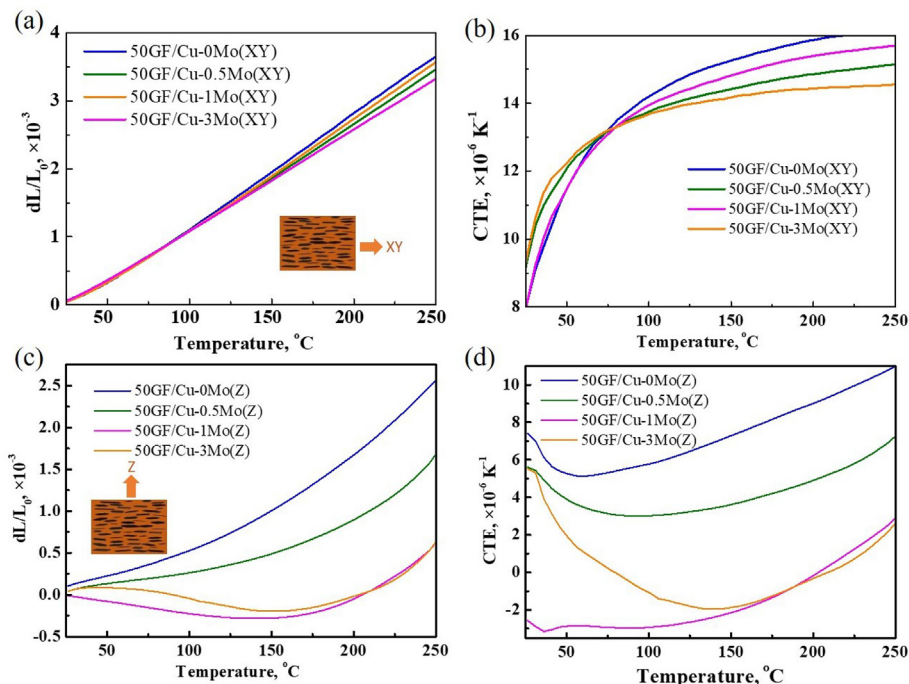 (a)
4
3
2
1
0
dL/L0, ×10-3
50GF/Cu-0Mo(XY)
50GF/Cu-0.5Mo(XY)
50GF/Cu-1Mo(XY)
50GF/Cu-3Mo(XY)
XY
50 100 150 200 250
Temperature, oC
(b)
16
14
12
10
8
CTE, ×10-6 K-1
50GF/Cu-0Mo(XY)
50GF/Cu-0.5Mo(XY)
50GF/Cu-1Mo(XY)
50GF/Cu-3Mo(XY)
50 100 150 200 250
Temperature, oC
(c)
2.5
2.0
1.5
1.0
0.5
0.0
-0.5
dL/L0, ×10-3
50GF/Cu-0Mo(Z)
50GF/Cu-0.5Mo(Z)
50GF/Cu-1Mo(Z)
50GF/Cu-3Mo(Z)
Z
50 100 150 200 250
Temperature, oC
(d)
10
8
6
4
2
0
-2
CTE, ×10-6 K-1
50GF/Cu-0Mo(Z)
50GF/Cu-0.5Mo(Z)
50GF/Cu-1Mo(Z)
50GF/Cu-3Mo(Z)
50 100 150 200 250
Temperature, oC